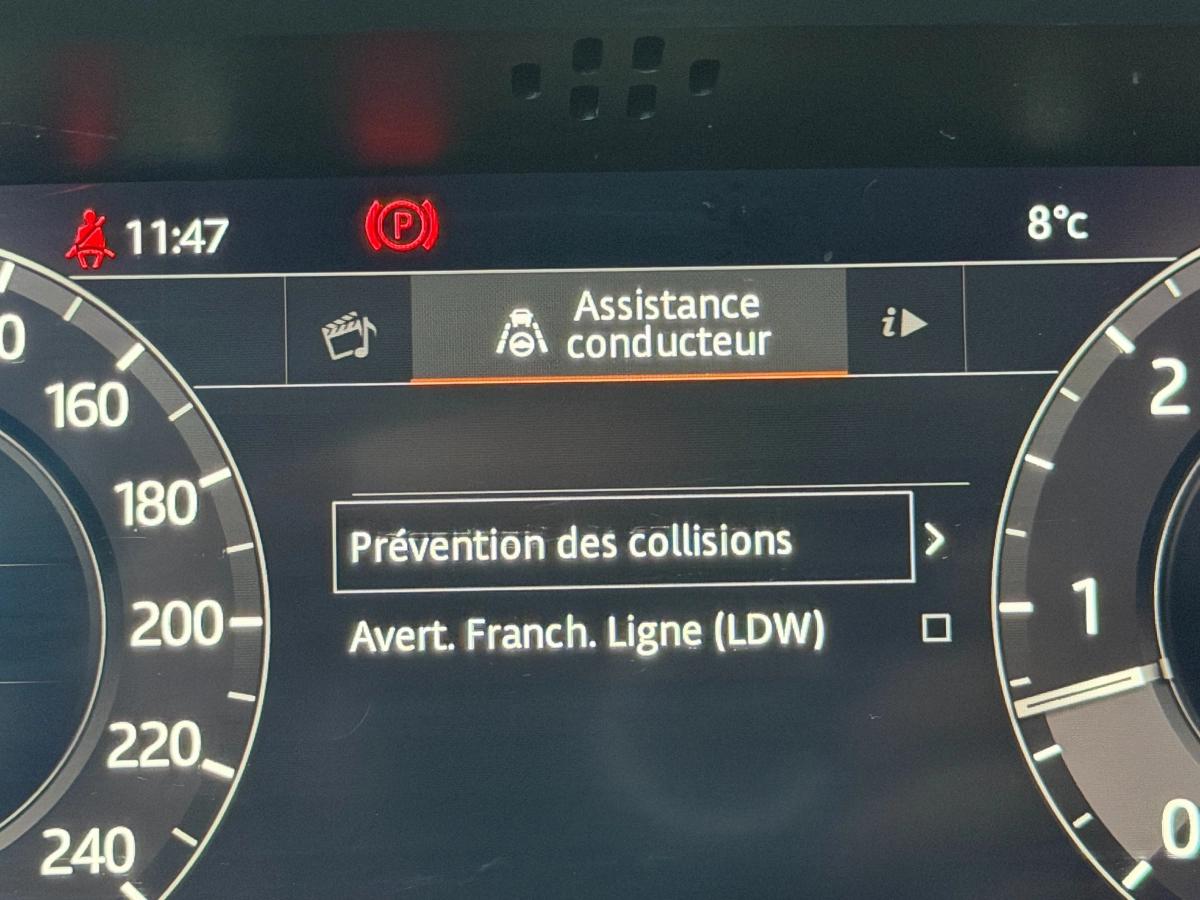 11:47
P
8°c
Assistance
conducteur
i
160
180
200
220
240
Prévention des collisions
Avert. Franch. Ligne (LDW)
2
1
0